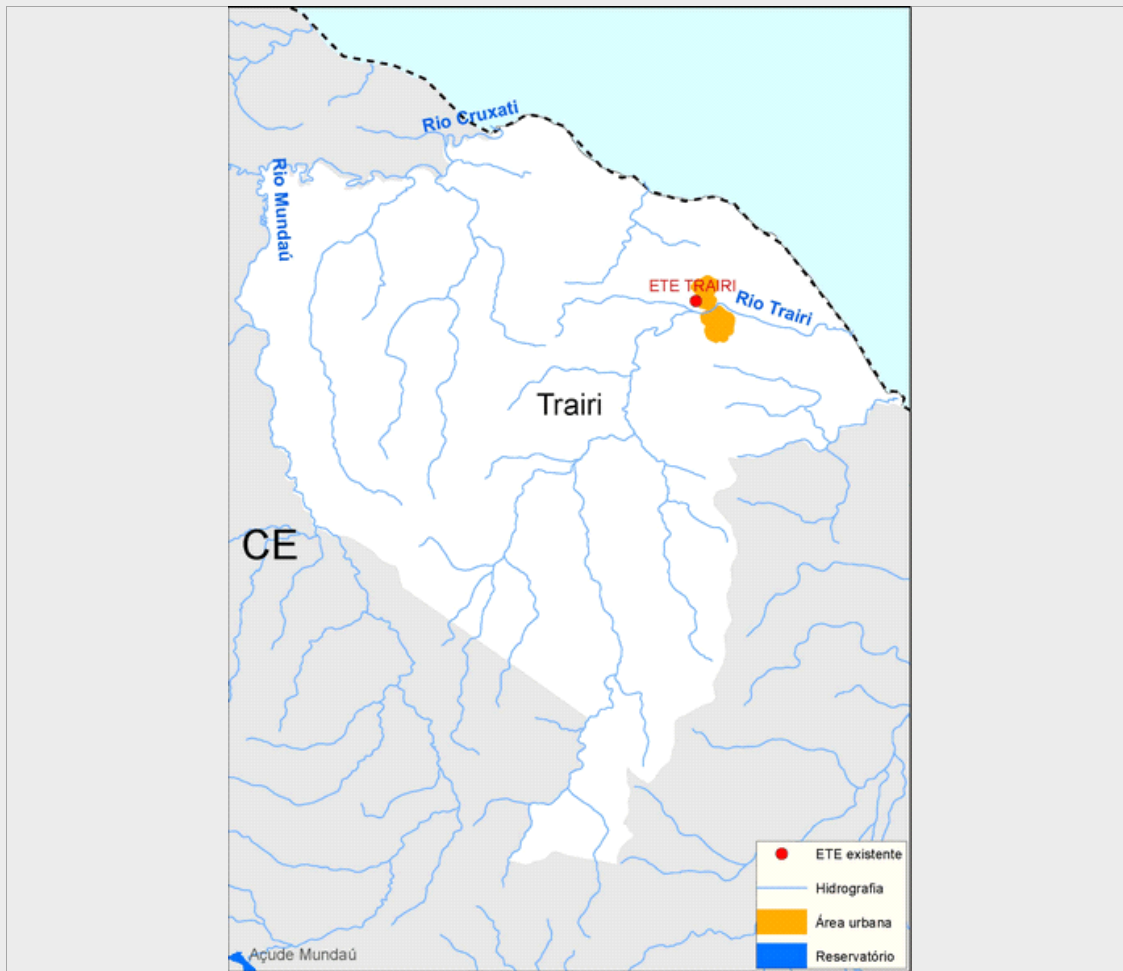 Rio Cruxati
Rio Mundaú
ETE TRAIRI
Rio Trairi
Trairi
CE
ETE existente
Hidrografia
Área urbana
Reservatório
Açude Mundaú